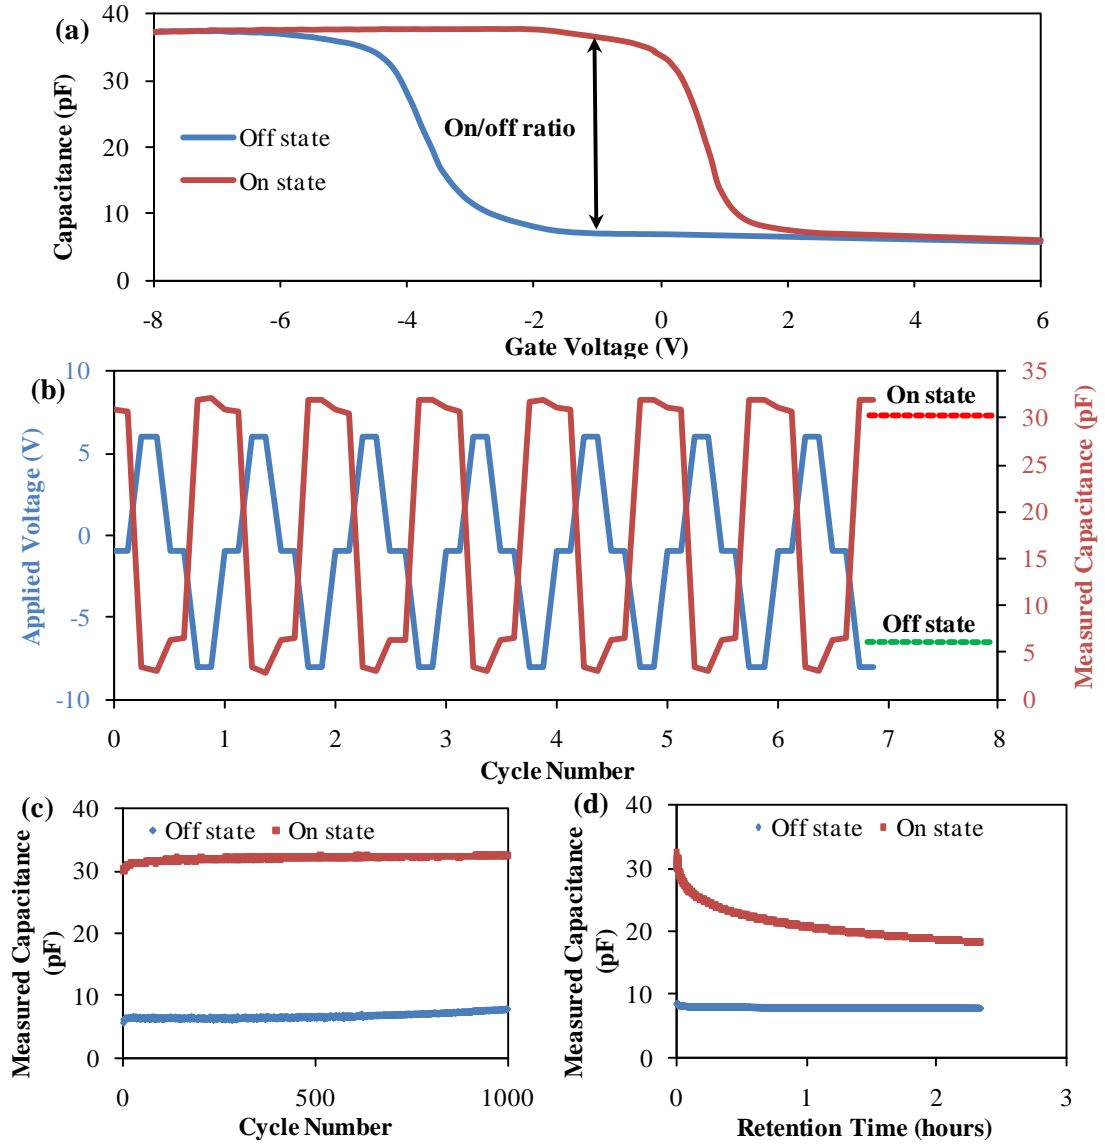 (a)
Capacitance (pF)
40
30
20
10
0
Off state
On state
On/off ratio
-8 -6 -4 -2 0 2 4 6
Gate Voltage (V)
(b)
Applied Voltage (V)
10
5
0
-5
-10
On state
Off state
35
30
25
20
15
10
5
0
Measured Capacitance (pF)
0 1 2 3 4 5 6 7 8
Cycle Number
(c)
Measured Capacitance
(pF)
40
30
20
10
0
Off state On state
0 500 1000
Cycle Number
(d)
Measured Capacitance
(pF)
40
30
20
10
0
Off state On state
0 1 2 3
Retention Time (hours)